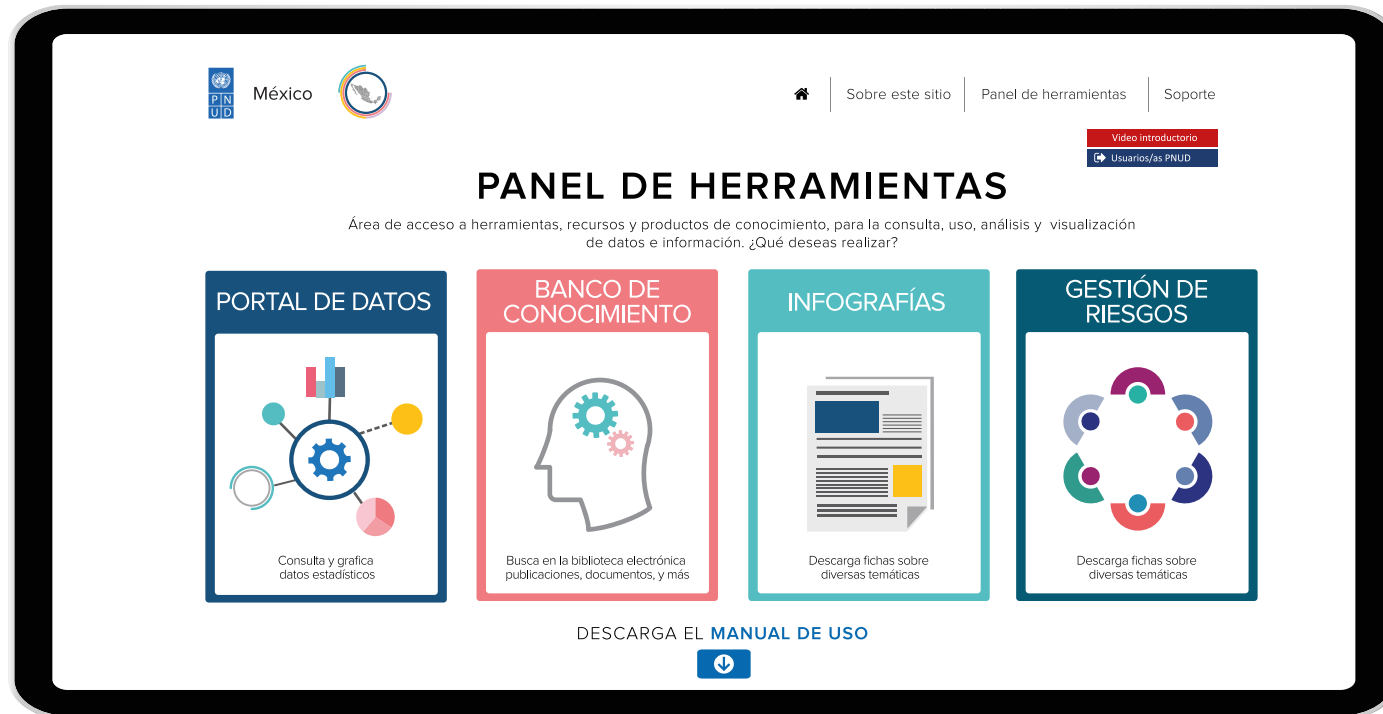 PNUD
México
Sobre este sitio
Panel de herramientas
Soporte
Video introductorio
Usuarios/as PNUD
PANEL DE HERRAMIENTAS
Área de acceso a herramientas, recursos y productos de conocimiento, para la consulta, uso, análisis y visualización
de datos e información. ¿Qué deseas realizar?
PORTAL DE DATOS
Consulta y grafica
datos estadísticos
BANCO DE
CONOCIMIENTO
Busca en la biblioteca electrónica
publicaciones, documentos, y más
INFOGRAFÍAS
Descarga fichas sobre
diversas temáticas
GESTIÓN DE
RIESGOS
Descarga fichas sobre
diversas temáticas
DESCARGA EL MANUAL DE USO